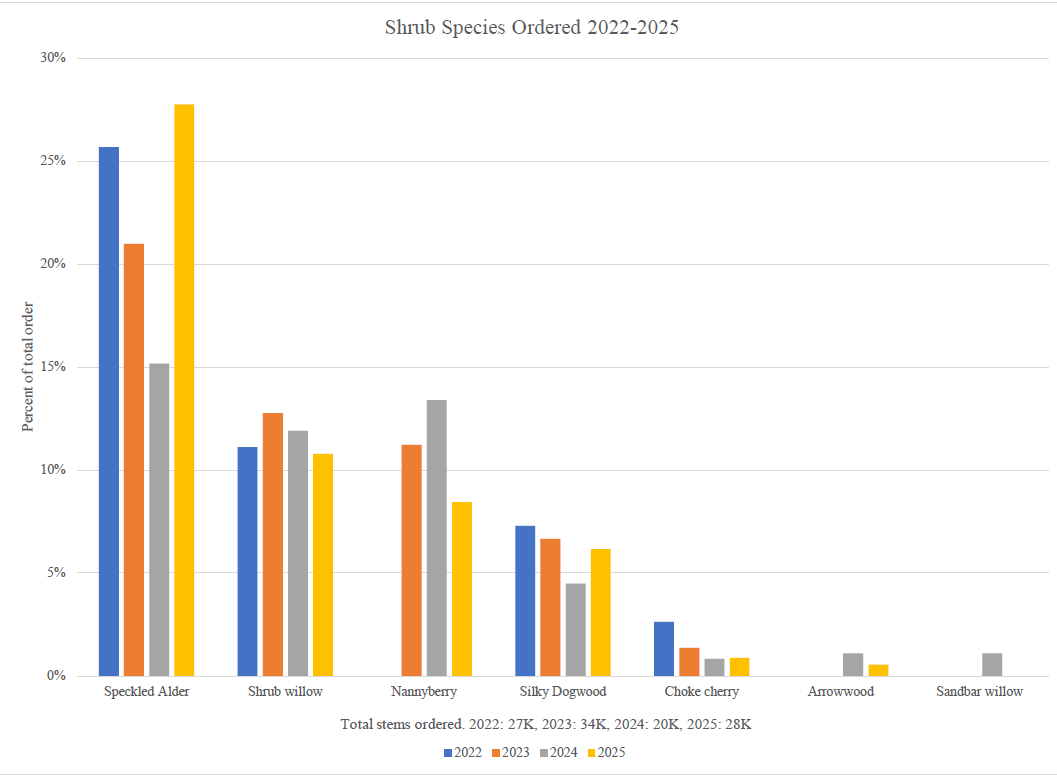 Shrub Species Ordered 2022-2025
30%
25%
20%
15%
10%
5%
0%
Percent of total order
Speckled Alder Shrub willow Nannyberry Silky Dogwood Choke cherry Arrowwood Sandbar willow
Total stems ordered. 2022: 27K, 2023: 34K, 2024: 20K, 2025: 28K
2022 2023 2024 2025